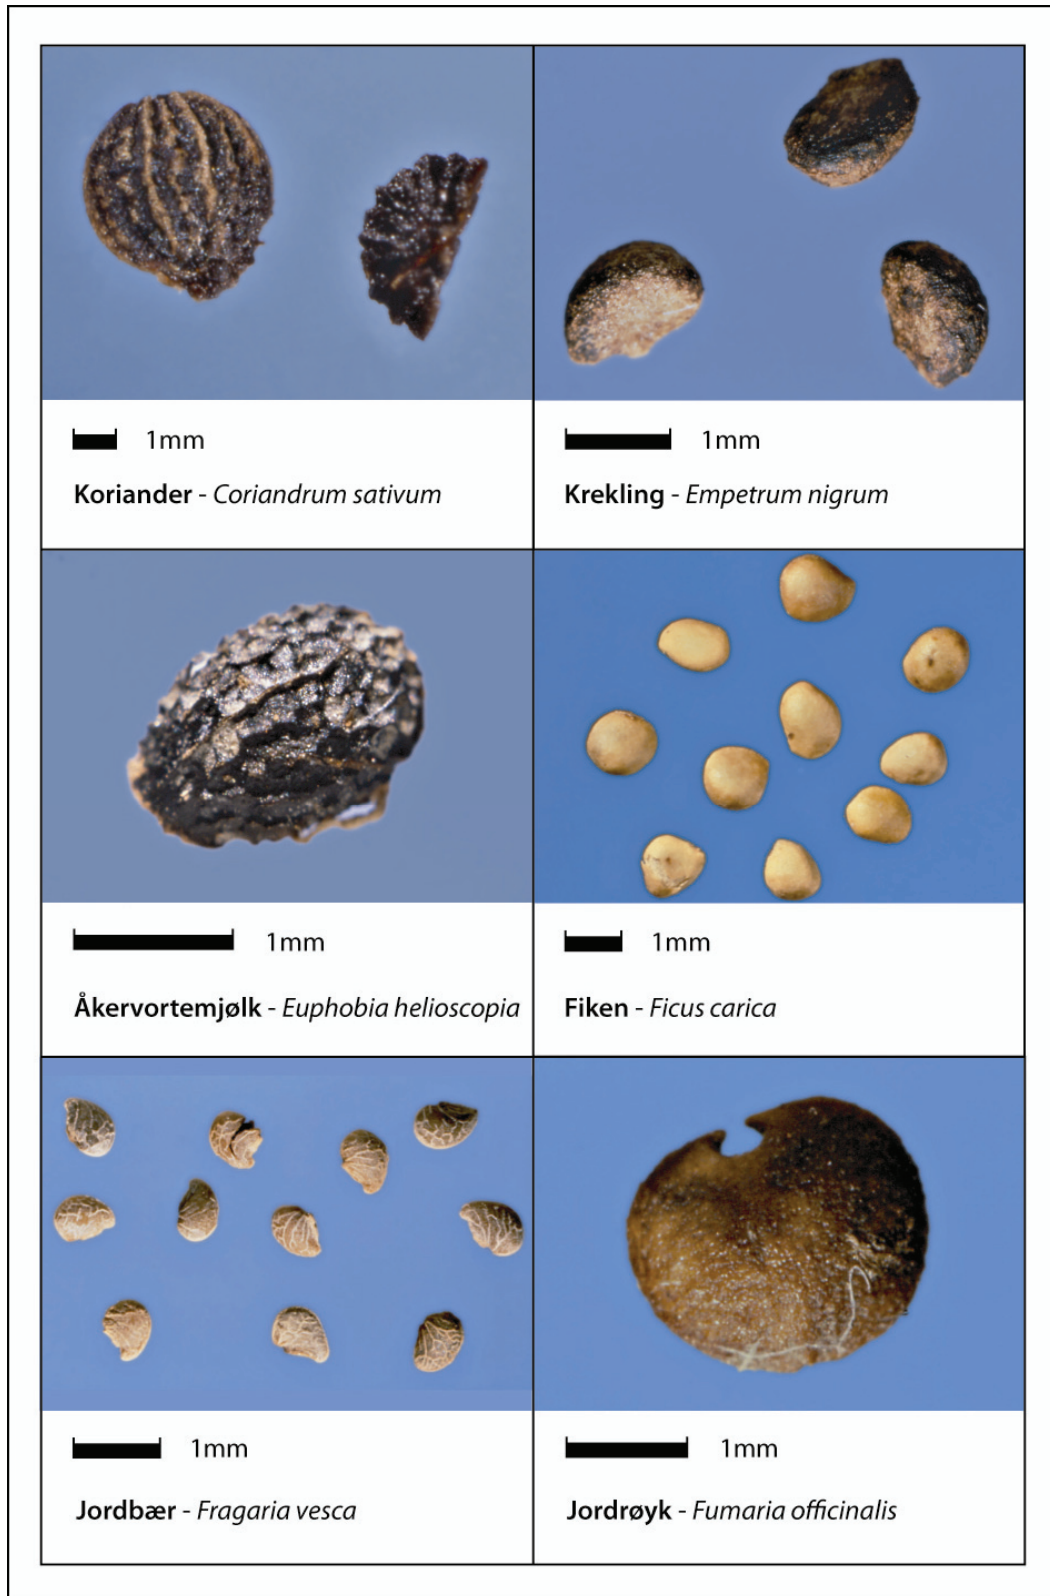 1mm
Koriander - Coriandrum sativum
1mm
Krekling - Empetrum nigrum
1mm
Åkervortemjølk - Euphobia helioscopia
1mm
Fiken - Ficus carica
1mm
Jordbær - Fragaria vesca
1mm
Jordrøyk - Fumaria officinalis